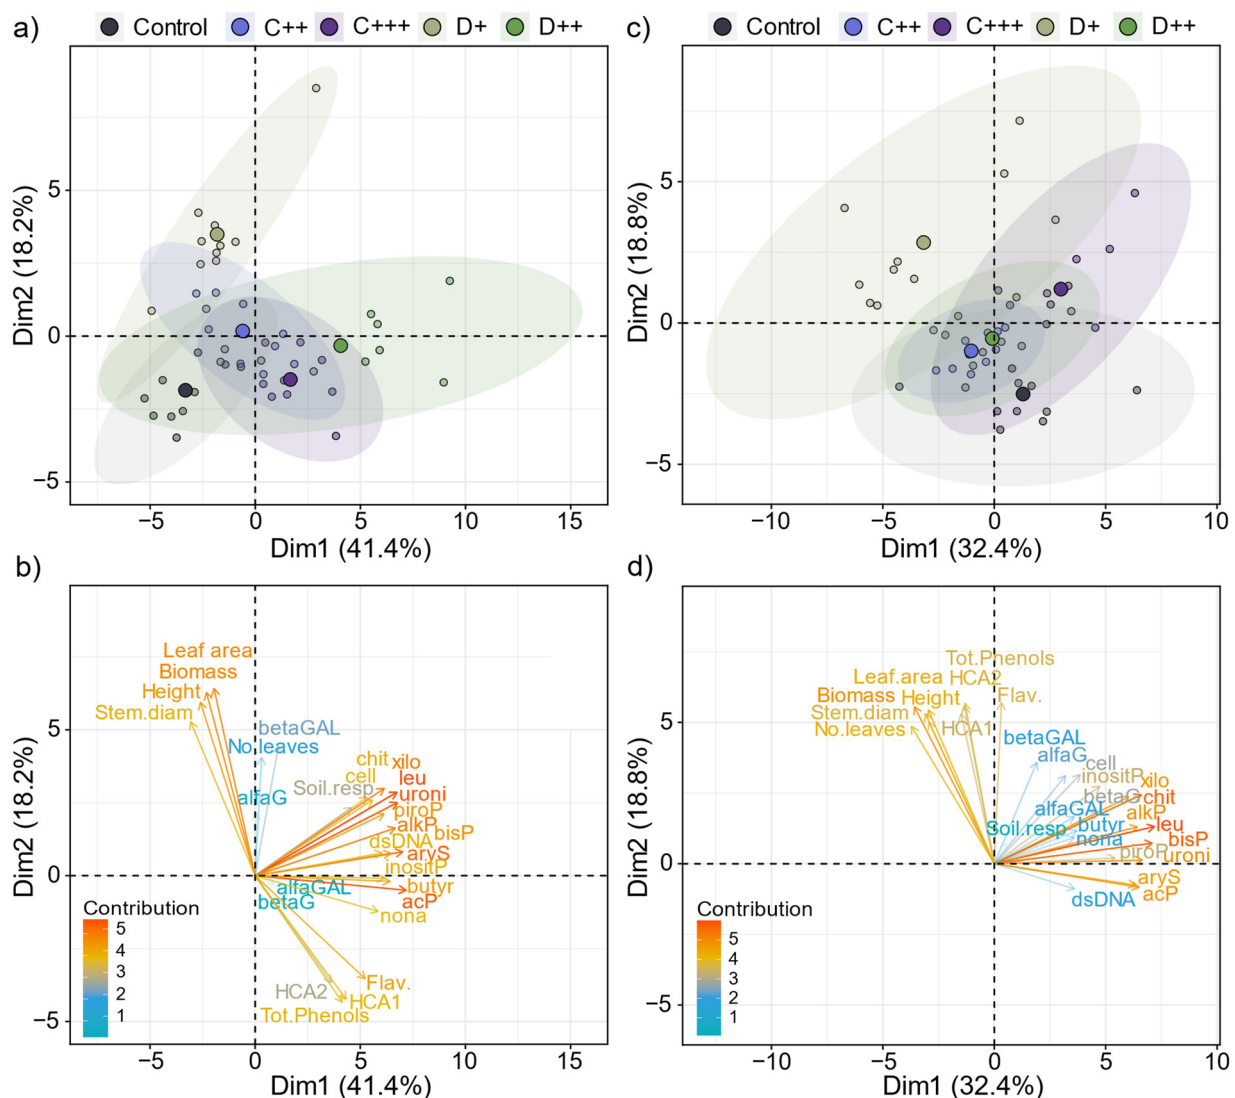 a)
Control C++ C+++ D+ D++
Dim2 (18.2%)
5
0
−5
−5 0 5 10 15
Dim1 (41.4%)
c)
Control C++ C+++ D+ D++
Dim2 (18.8%)
5
0
−5
−10 −5 0 5 10
Dim1 (32.4%)
b)
Dim2 (18.2%)
5
0
−5
Leaf area
Biomass
Height
Stem.diam
betaGAL
No.leaves
alfaG
Soil.resp
chit
xilo
cell
leu
uroni
piroP
alkP
bisP
dsDNA
aryS
inositP
alfaGAL
betaG
butyr
acP
nona
Flav.
HCA2
HCA1
Tot.Phenols
Contribution
5
4
3
2
1
−5 0 5 10 15
Dim1 (41.4%)
d)
Dim2 (18.8%)
5
0
−5
Tot.Phenols
Leaf.area
HCA2
Biomass
Height
Flav.
Stem.diam
No.leaves
HCA1
betaGAL
alfaG
cell
inositP
xilo
betaG
chit
alfaGAL
alkP
Soil.resp
butyr
leu
nona
bisP
piroP
uroni
aryS
acP
dsDNA
Contribution
5
4
3
2
1
−10 −5 0 5 10
Dim1 (32.4%)